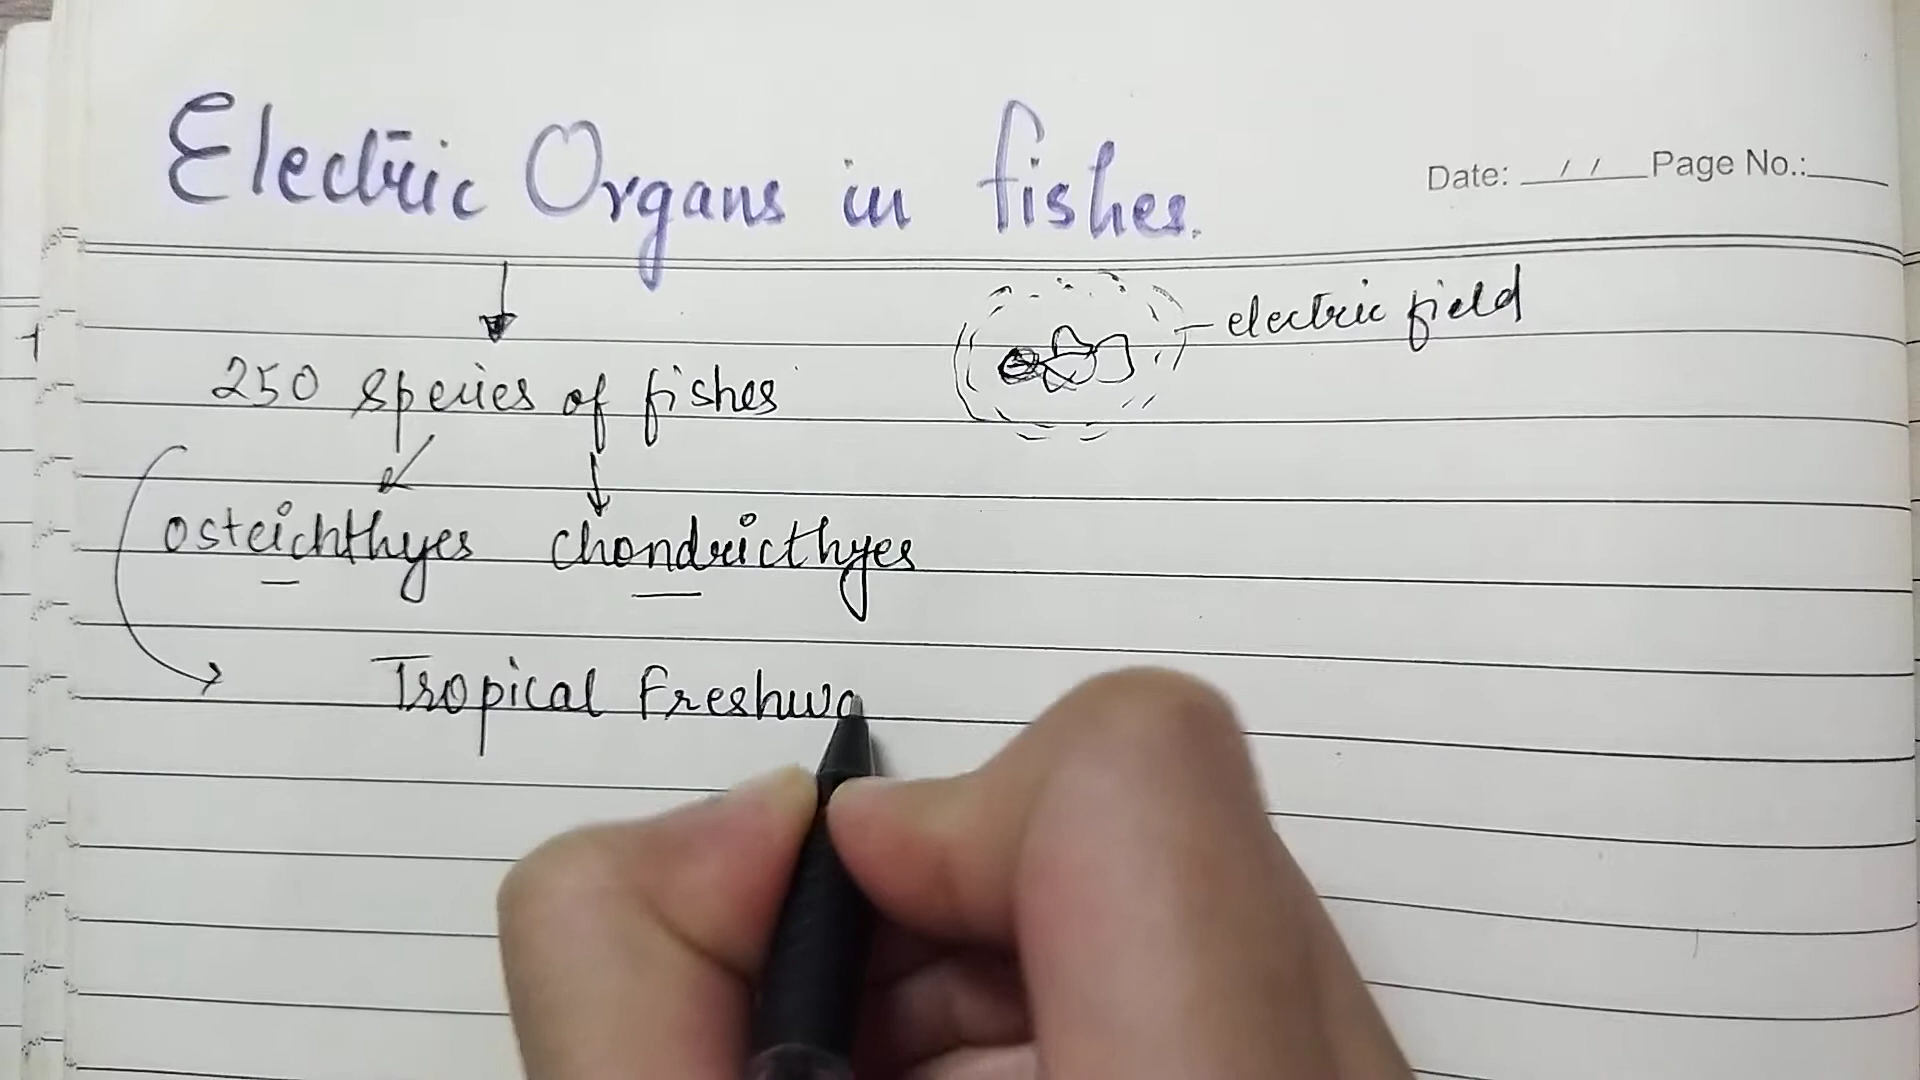 Electric Organs in fishes.
Date: / / Page No.:
electric field
250 species of fishes
osteichthyes chondricthyes
Tropical Freshwa